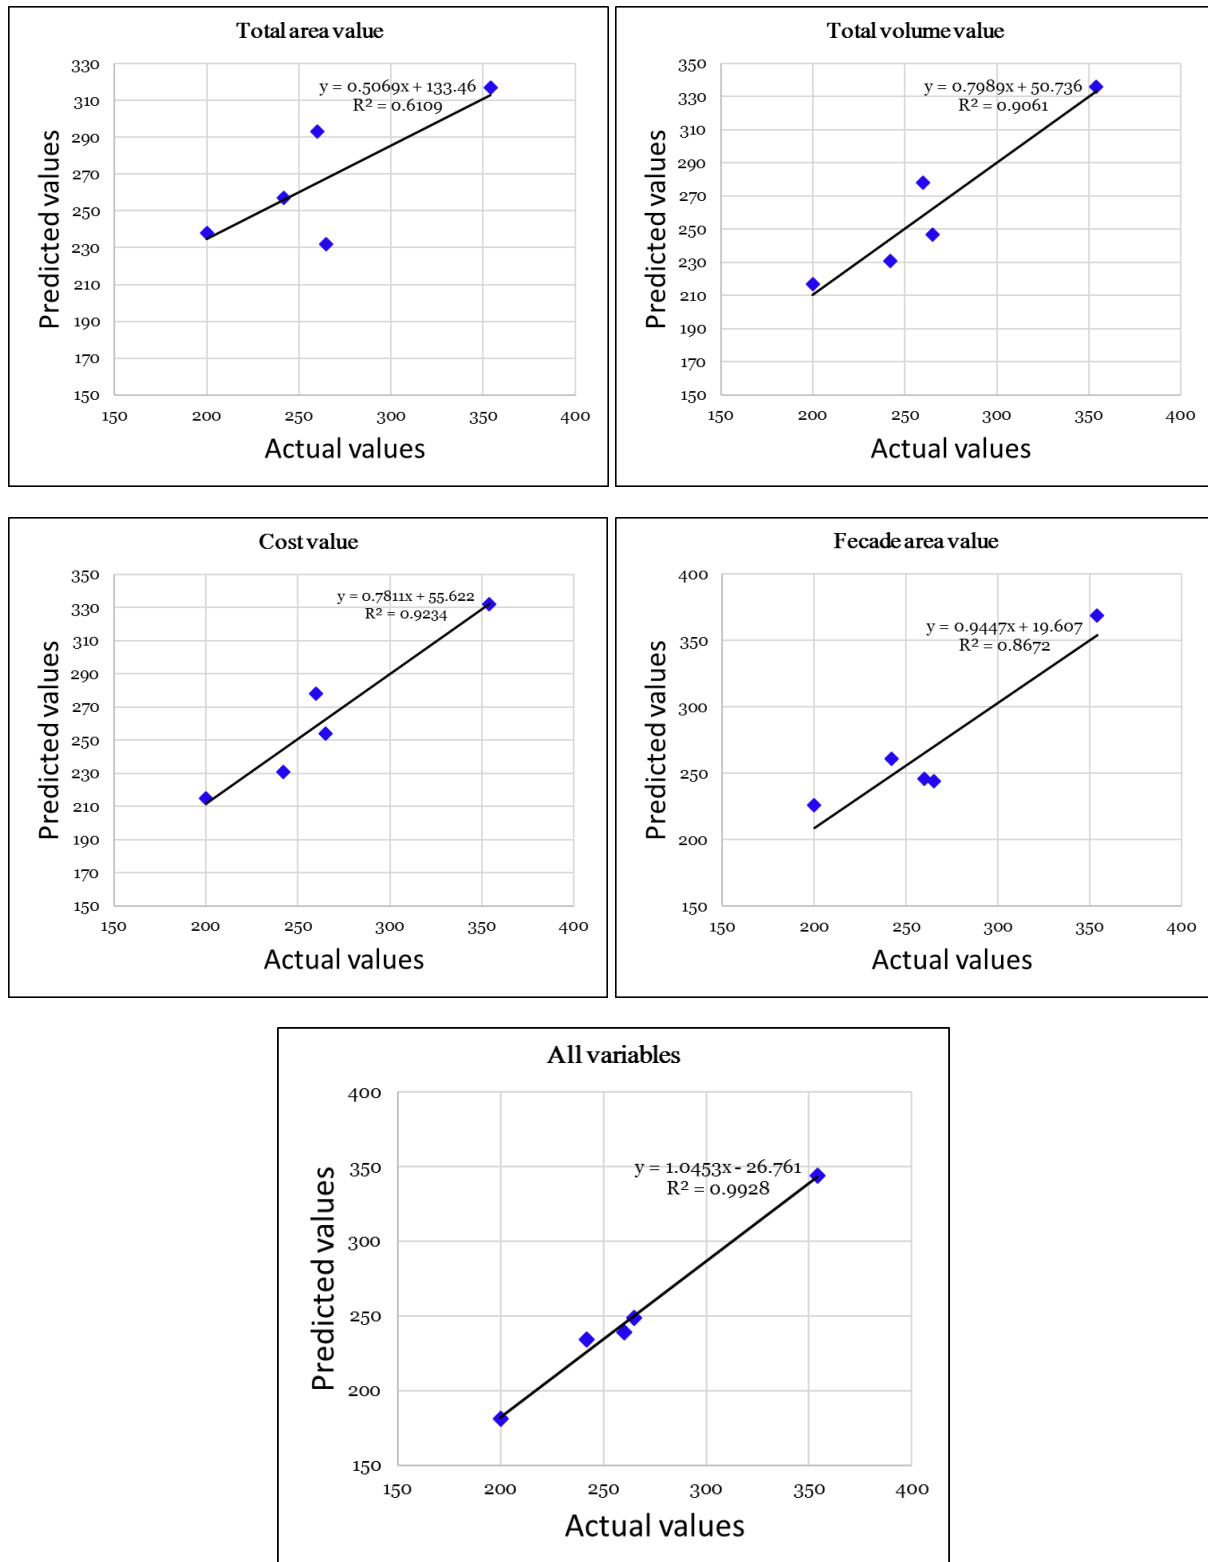 Total area value
y = 0.5069x + 133.46
R² = 0.6109
330
310
290
270
250
230
210
190
170
150
150 200 250 300 350 400
Predicted values
Actual values
Total volume value
y = 0.7989x + 50.736
R² = 0.9061
350
330
310
290
270
250
230
210
190
170
150
150 200 250 300 350 400
Predicted values
Actual values
Cost value
y = 0.7811x + 55.622
R² = 0.9234
350
330
310
290
270
250
230
210
190
170
150
150 200 250 300 350 400
Predicted values
Actual values
Fecade area value
y = 0.9447x + 19.607
R² = 0.8672
400
350
300
250
200
150
150 200 250 300 350 400
Predicted values
Actual values
All variables
y = 1.0453x - 26.761
R² = 0.9928
400
350
300
250
200
150
150 200 250 300 350 400
Predicted values
Actual values